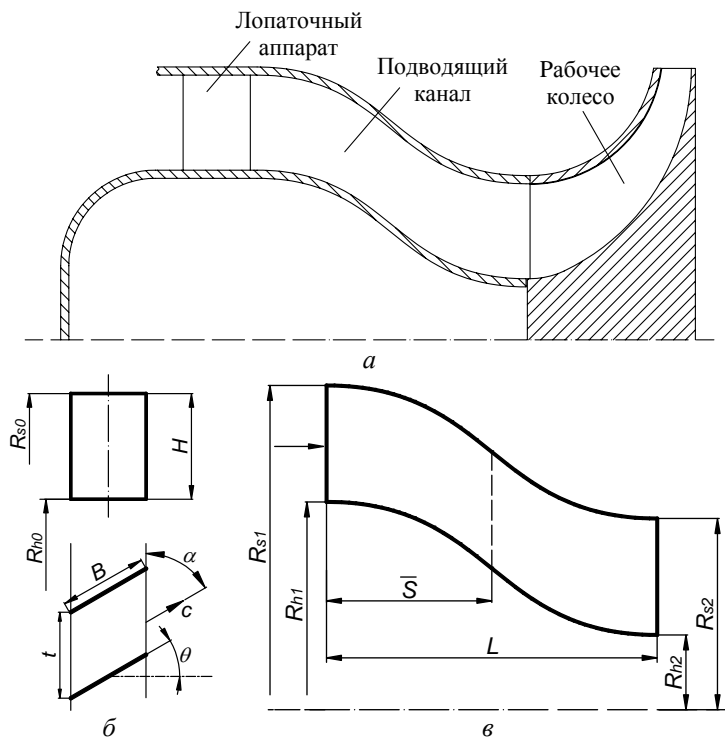 Лопаточный
аппарат
Подводящий
канал
Рабочее
колесо
а
Rs0
H
Rh0
B
α
c
t
θ
б
Rs1
Rh1
S̅
L
Rs2
Rh2
в